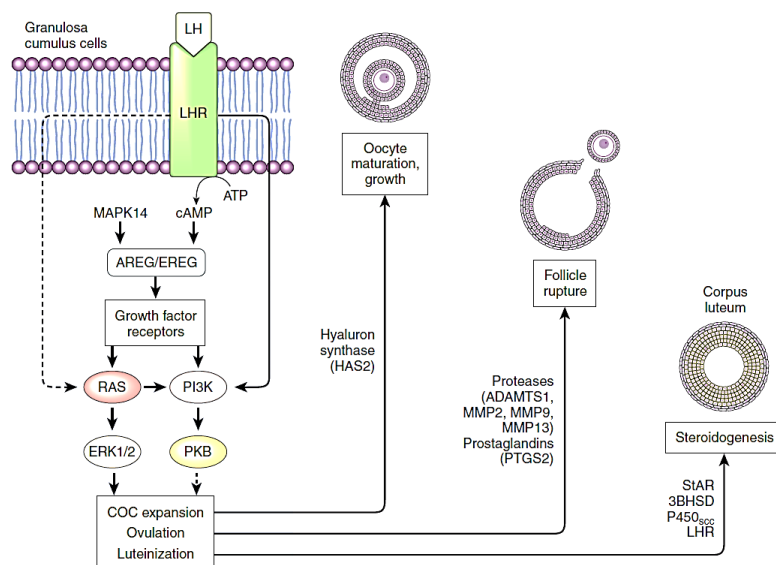 Granulosa
cumulus cells
LH
LHR
ATP
MAPK14
cAMP
AREG/EREG
Growth factor
receptors
RAS
PI3K
ERK1/2
PKB
COC expansion
Ovulation
Luteinization
Oocyte
maturation,
growth
Hyaluron
synthase
(HAS2)
Follicle
rupture
Proteases
(ADAMTS1,
MMP2, MMP9,
MMP13)
Prostaglandins
(PTGS2)
Corpus
luteum
Steroidogenesis
StAR
3BHSD
P450scc
LHR